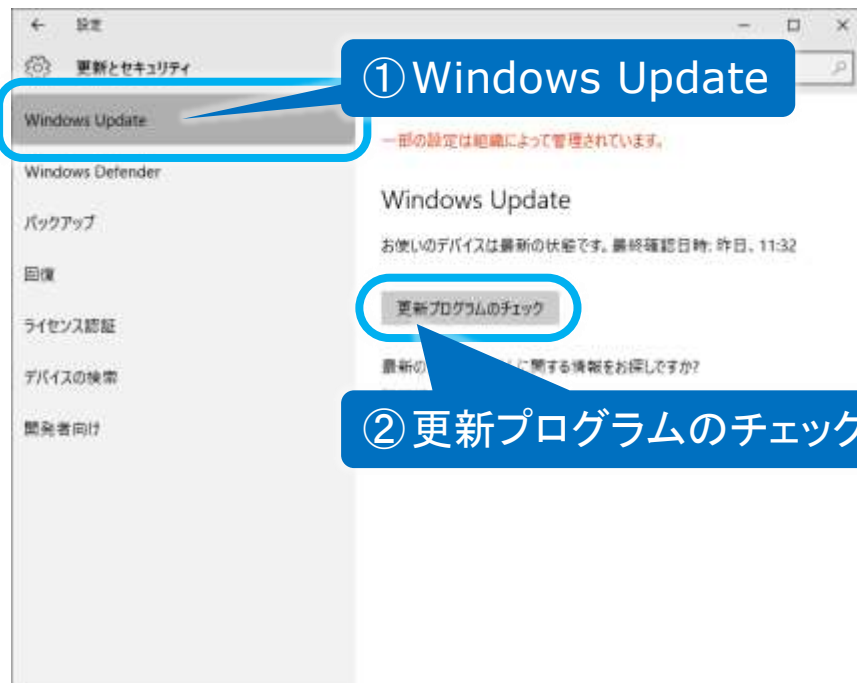 設定
更新とセキュリティ
①Windows Update
Windows Update
一部の設定は組織によって管理されています。
Windows Defender
Windows Update
バックアップ
お使いのデバイスは最新の状態です。最終確認日時: 昨日、11:32
回復
更新プログラムのチェック
ライセンス認証
最新の
に関する情報をお探しですか?
デバイスの検索
②更新プログラムのチェック
開発者向け